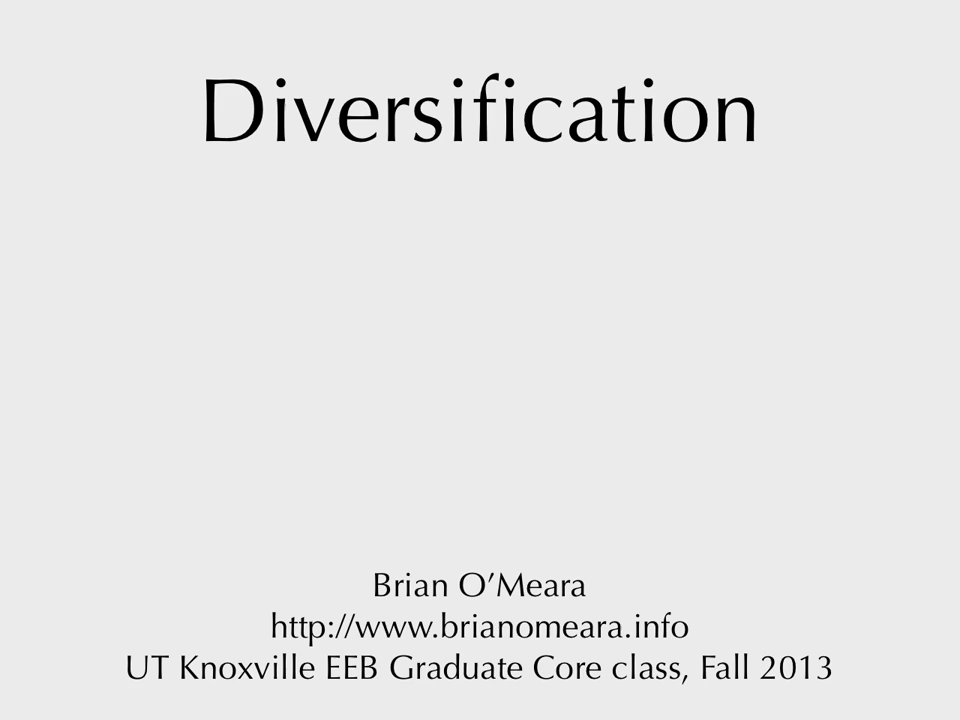 Diversification
Brian O’Meara
http://www.brianomeara.info
UT Knoxville EEB Graduate Core class, Fall 2013